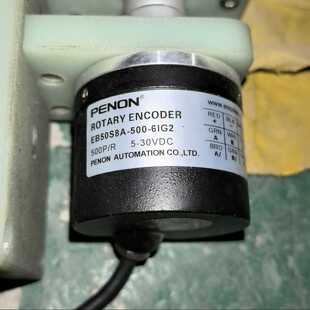 PENON®
ROTARY ENCODER
EB50S8A-500-6IG2
500P/R 5-30VDC
PENON AUTOMATION CO.,LTD.
RED
+
GRN
A
BRO
A/